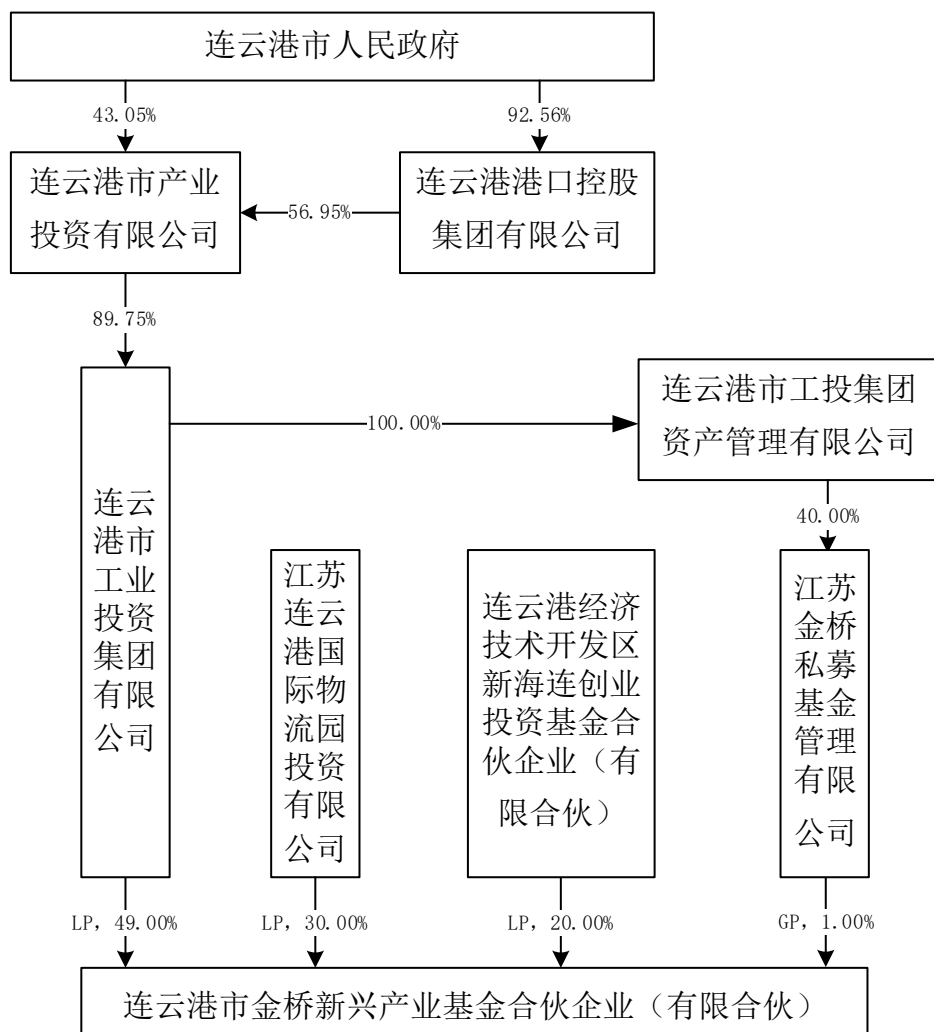 连云港市人民政府
43.05%
92.56%
连云港市产业
投资有限公司
56.95%
连云港港口控股
集团有限公司
89.75%
连云港市工投集团
资产管理有限公司
100.00%
40.00%
连云
港市
工业
投资
集团
有限
公司
江苏
连云
港国
际物
流园
投资
有限
公司
连云港经济
技术开发区
新海连创业
投资基金合
伙企业（有
限合伙）
江苏
金桥
私募
基金
管理
有限
公司
LP，49.00%
LP，30.00%
LP，20.00%
GP，1.00%
连云港市金桥新兴产业基金合伙企业（有限合伙）